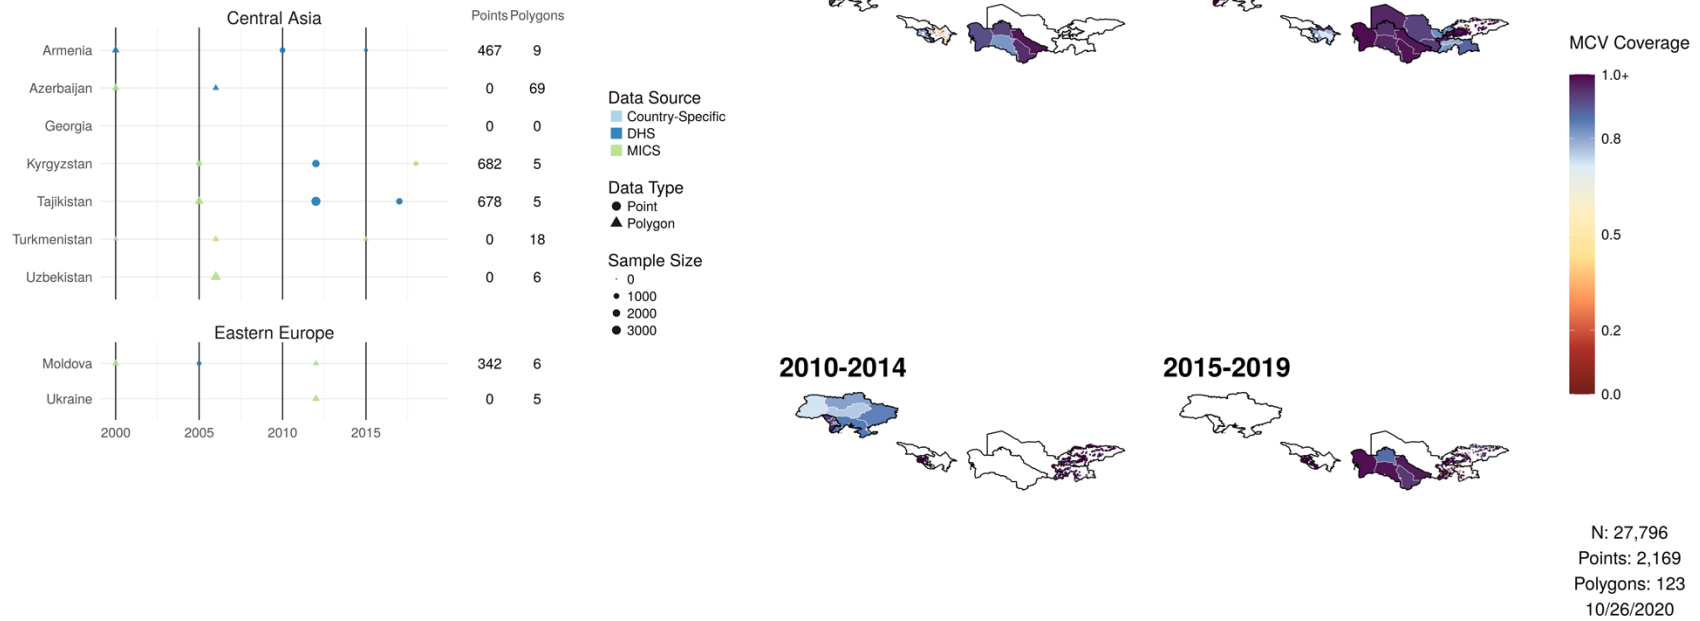 Central Asia
Points Polygons
Armenia 467 9
Azerbaijan 0 69
Georgia 0 0
Kyrgyzstan 682 5
Tajikistan 678 5
Turkmenistan 0 18
Uzbekistan 0 6
Eastern Europe
Moldova 342 6
Ukraine 0 5
2000 2005 2010 2015
Data Source
Country-Specific
DHS
MICS
Data Type
Point
Polygon
Sample Size
0
1000
2000
3000
2010-2014
2015-2019
MCV Coverage
1.0+
0.8
0.5
0.2
0.0
N: 27,796
Points: 2,169
Polygons: 123
10/26/2020